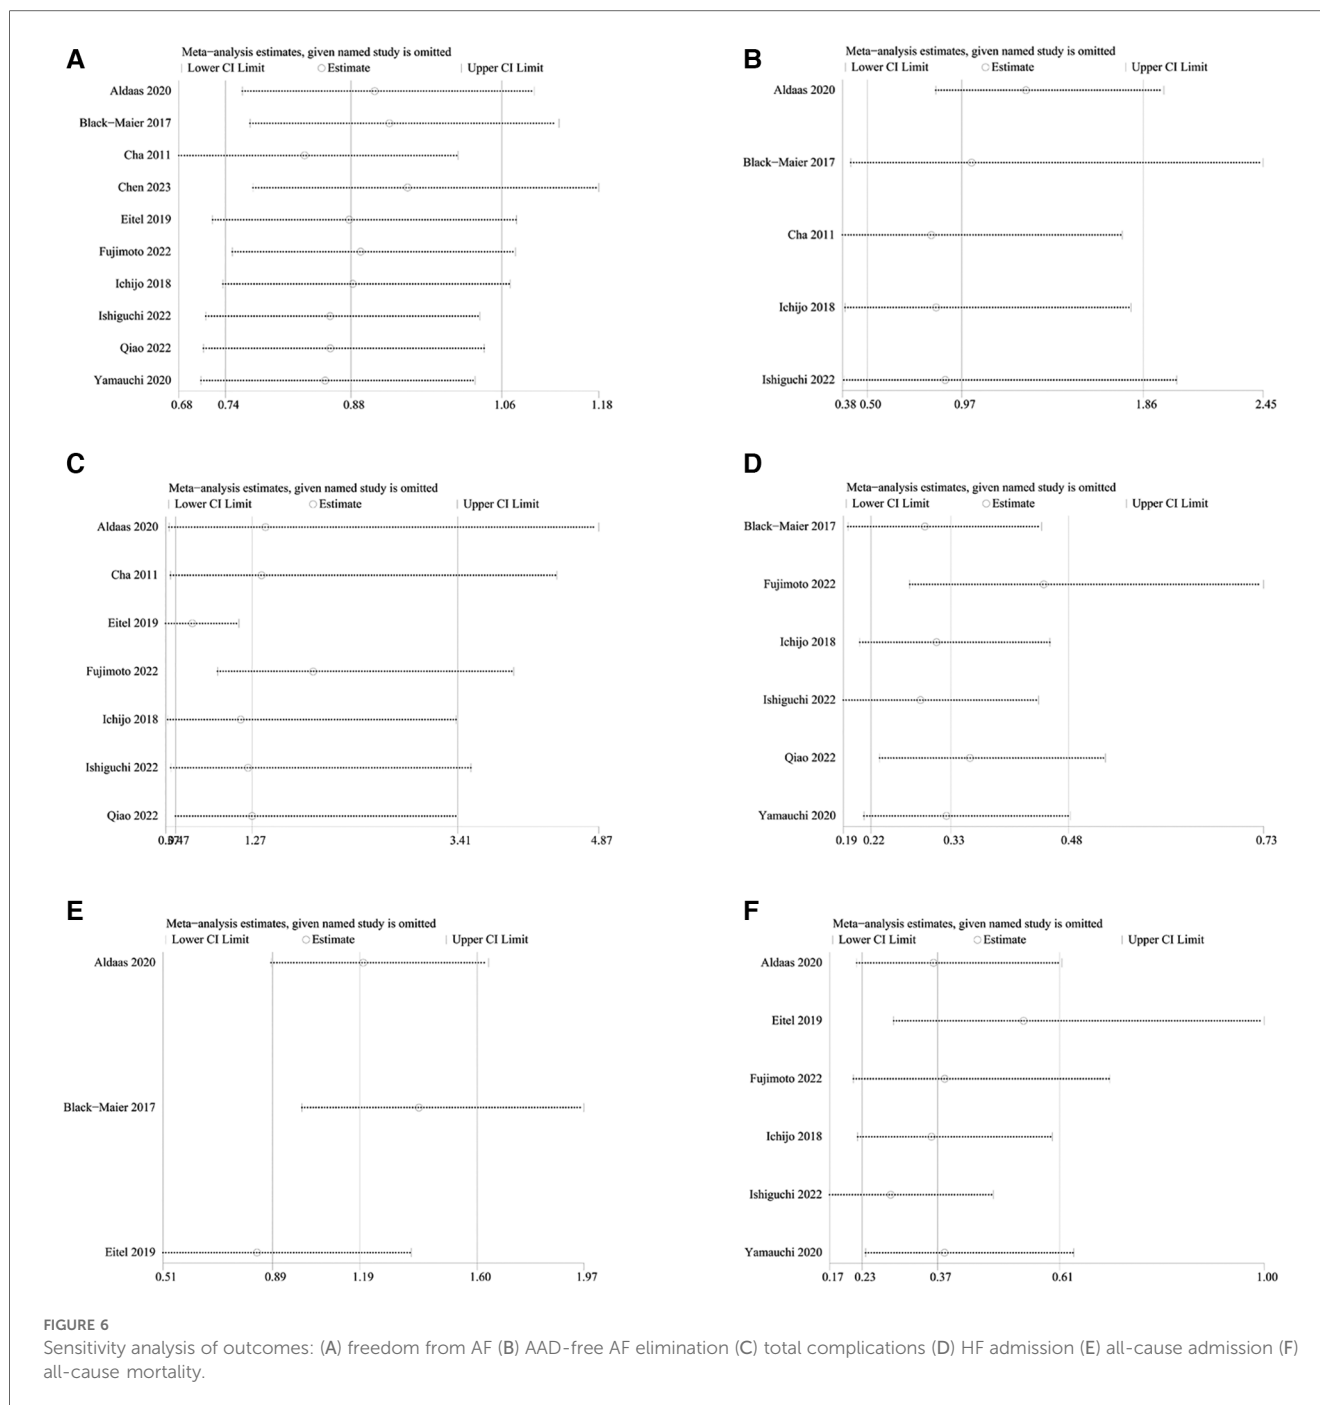 A
Meta−analysis estimates, given named study is omitted
| Lower CI Limit ○ Estimate | Upper CI Limit
Aldaas 2020
Black−Maier 2017
Cha 2011
Chen 2023
Eitel 2019
Fujimoto 2022
Ichijo 2018
Ishiguchi 2022
Qiao 2022
Yamauchi 2020
0.68 0.74 0.88 1.06 1.18
B
Meta−analysis estimates, given named study is omitted
| Lower CI Limit ○ Estimate | Upper CI Limit
Aldaas 2020
Black−Maier 2017
Cha 2011
Ichijo 2018
Ishiguchi 2022
0.38 0.50 0.97 1.86 2.45
C
Meta−analysis estimates, given named study is omitted
| Lower CI Limit ○ Estimate | Upper CI Limit
Aldaas 2020
Cha 2011
Eitel 2019
Fujimoto 2022
Ichijo 2018
Ishiguchi 2022
Qiao 2022
1.27 3.41 4.87
D
Meta−analysis estimates, given named study is omitted
| Lower CI Limit ○ Estimate | Upper CI Limit
Black−Maier 2017
Fujimoto 2022
Ichijo 2018
Ishiguchi 2022
Qiao 2022
Yamauchi 2020
0.19 0.22 0.33 0.48 0.73
E
Meta−analysis estimates, given named study is omitted
| Lower CI Limit ○ Estimate | Upper CI Limit
Aldaas 2020
Black−Maier 2017
Eitel 2019
0.51 0.89 1.19 1.60 1.97
F
Meta−analysis estimates, given named study is omitted
| Lower CI Limit ○ Estimate | Upper CI Limit
Aldaas 2020
Eitel 2019
Fujimoto 2022
Ichijo 2018
Ishiguchi 2022
Yamauchi 2020
0.17 0.23 0.37 0.61 1.00
FIGURE 6
Sensitivity analysis of outcomes: (A) freedom from AF (B) AAD-free AF elimination (C) total complications (D) HF admission (E) all-cause admission (F)
all-cause mortality.